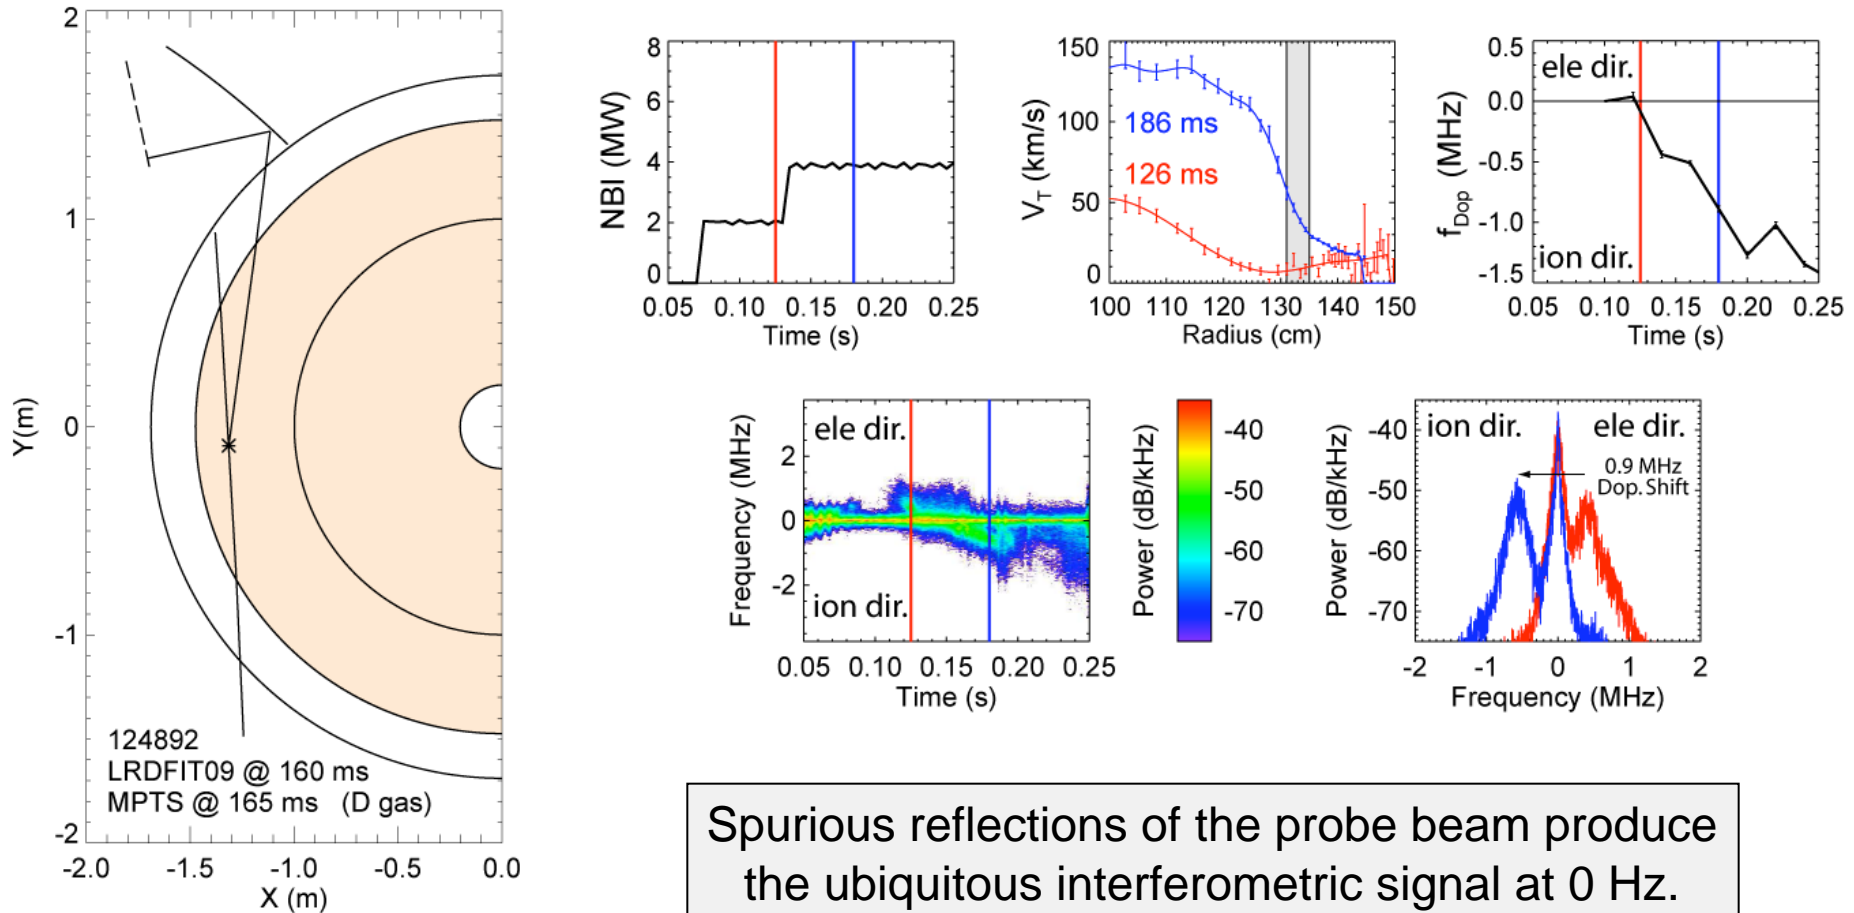 2
1
0
-1
-2
Y(m)
-2.0 -1.5 -1.0 -0.5 0.0
X (m)
124892
LRDFIT09 @ 160 ms
MPTS @ 165 ms (D gas)
8
6
4
2
0
NBI (MW)
0.05 0.10 0.15 0.20 0.25
Time (s)
150
100
50
0
V_T (km/s)
186 ms
126 ms
100 110 120 130 140 150
Radius (cm)
0.5
0.0
-0.5
-1.0
-1.5
f_Dop (MHz)
ele dir.
ion dir.
0.05 0.10 0.15 0.20 0.25
Time (s)
2
0
-2
Frequency (MHz)
ele dir.
ion dir.
0.05 0.10 0.15 0.20 0.25
Time (s)
Power (dB/kHz)
-40
-50
-60
-70
Power (dB/kHz)
-40
-50
-60
-70
ion dir. ele dir.
0.9 MHz
Dop. Shift
-2 -1 0 1 2
Frequency (MHz)
Spurious reflections of the probe beam produce
the ubiquitous interferometric signal at 0 Hz.